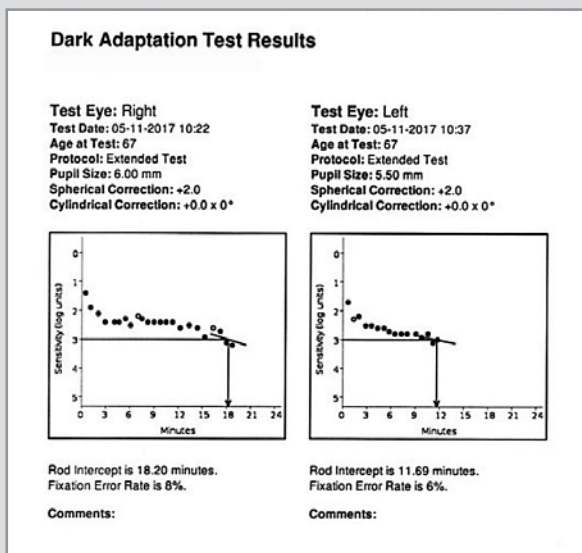 Dark Adaptation Test Results
Test Eye: Right
Test Date: 05-11-2017 10:22
Age at Test: 67
Protocol: Extended Test
Pupil Size: 6.00 mm
Spherical Correction: +2.0
Cylindrical Correction: +0.0 x 0°
Sensitivity (log units)
0
1
2
3
4
5
0 3 6 9 12 15 18 21 24
Minutes
Rod Intercept is 18.20 minutes.
Fixation Error Rate is 8%.
Comments:
Test Eye: Left
Test Date: 05-11-2017 10:37
Age at Test: 67
Protocol: Extended Test
Pupil Size: 5.50 mm
Spherical Correction: +2.0
Cylindrical Correction: +0.0 x 0°
Sensitivity (log units)
0
1
2
3
4
5
0 3 6 9 12 15 18 21 24
Minutes
Rod Intercept is 11.69 minutes.
Fixation Error Rate is 6%.
Comments: